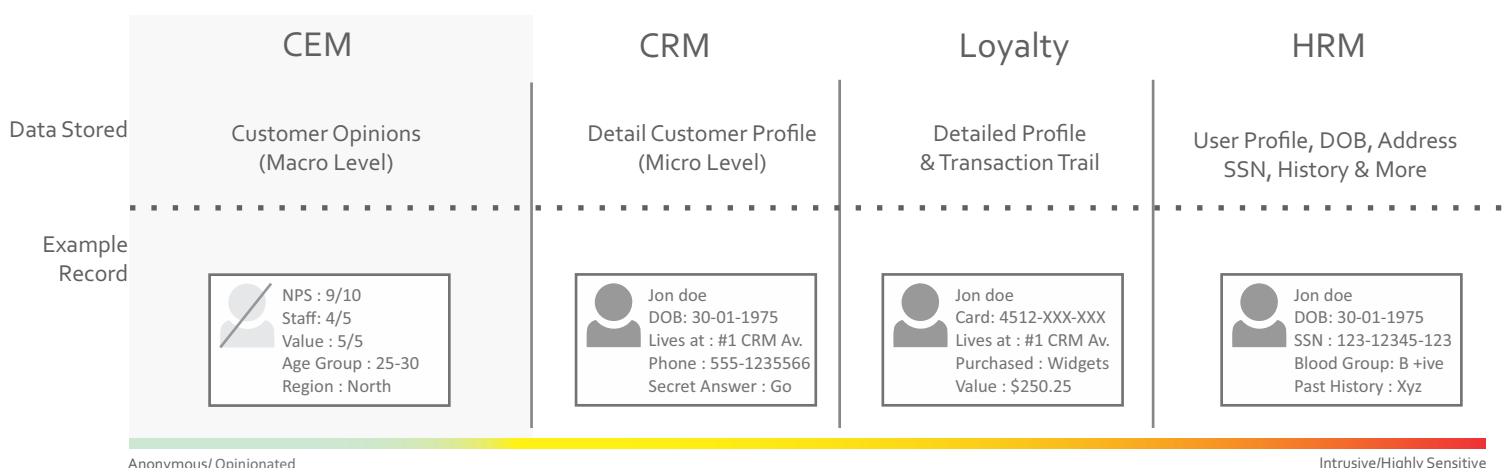 CEM
CRM
Loyalty
HRM
Data Stored
Customer Opinions
(Macro Level)
Detail Customer Profile
(Micro Level)
Detailed Profile
& Transaction Trail
User Profile, DOB, Address
SSN, History & More
Example
Record
NPS : 9/10
Staff: 4/5
Value : 5/5
Age Group : 25-30
Region : North
Jon doe
DOB: 30-01-1975
Lives at : #1 CRM Av.
Phone : 555-1235566
Secret Answer : Go
Jon doe
Card: 4512-XXX-XXX
Lives at : #1 CRM Av.
Purchased : Widgets
Value : $250.25
Jon doe
DOB: 30-01-1975
SSN : 123-12345-123
Blood Group: B +ive
Past History : Xyz
Anonymous/ Opinionated
Intrusive/Highly Sensitive